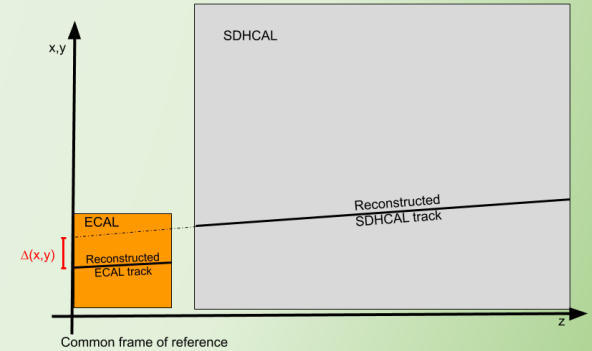 x,y
SDHCAL
Reconstructed
SDHCAL track
ECAL
Δ(x,y)
Reconstructed
ECAL track
z
Common frame of reference